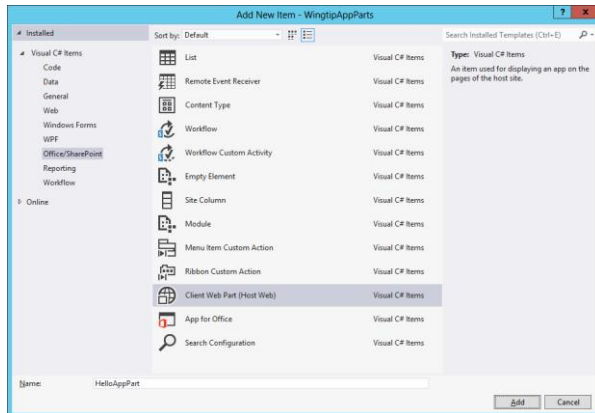 Add New Item - WingtipAppParts
? x
Installed
Sort by: Default
Search Installed Templates (Ctrl+E)
Visual C# Items
Code
Data
General
Web
Windows Forms
WPF
Office/SharePoint
Reporting
Workflow
Online
List Visual C# Items
Remote Event Receiver Visual C# Items
Content Type Visual C# Items
Workflow Visual C# Items
Workflow Custom Activity Visual C# Items
Empty Element Visual C# Items
Site Column Visual C# Items
Module Visual C# Items
Menu Item Custom Action Visual C# Items
Ribbon Custom Action Visual C# Items
Client Web Part (Host Web) Visual C# Items
App for Office Visual C# Items
Search Configuration Visual C# Items
Type: Visual C# Items
An item used for displaying an app on the
pages of the host site.
Name: HelloAppPart
Add Cancel